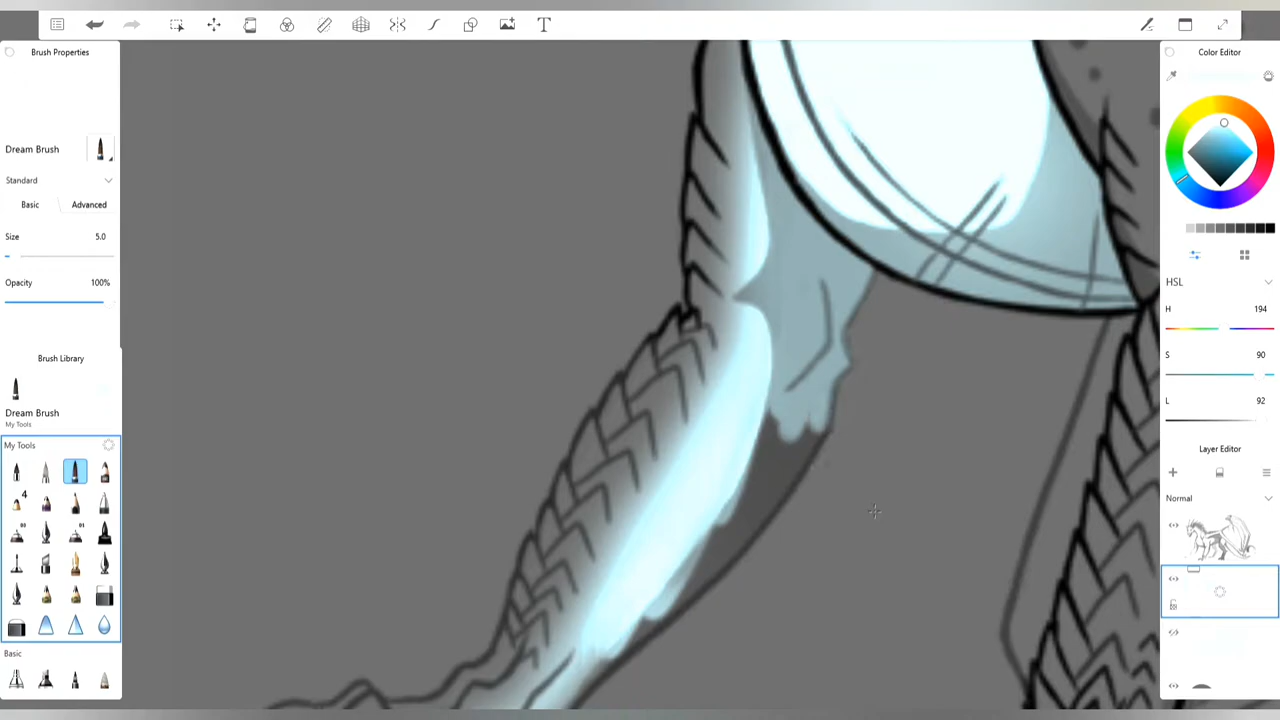 T
Brush Properties
Dream Brush
Standard
Basic Advanced
Size 5.0
Opacity 100%
Brush Library
Dream Brush
My Tools
My Tools
4
Basic
Color Editor
HSL
H 194
S 90
L 92
Layer Editor
Normal